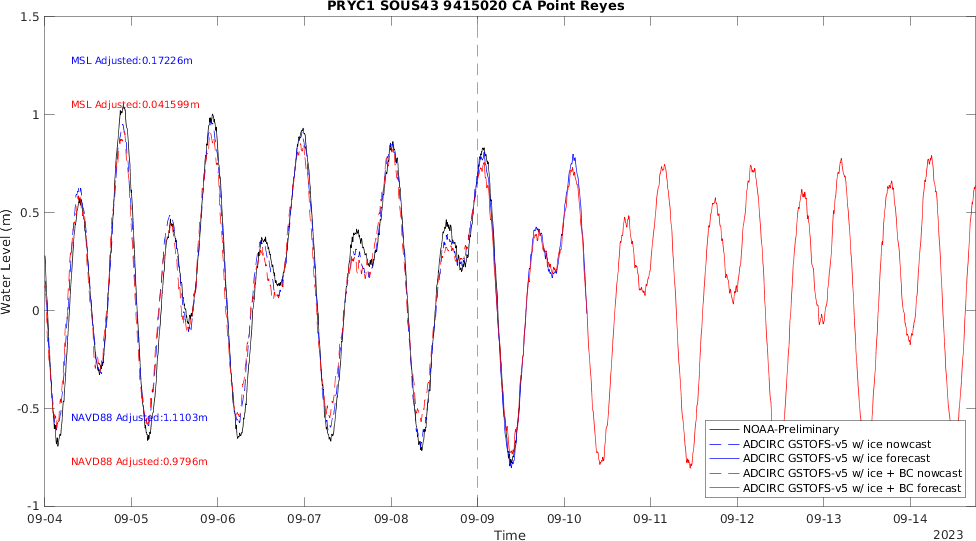 PRYC1 SOUS43 9415020 CA Point Reyes
1.5
MSL Adjusted:0.17226m
MSL Adjusted:0.041599m
1
0.5
Water Level (m)
0
-0.5
NAVD88 Adjusted:1.1103m
NAVD88 Adjusted:0.9796m
-1
NOAA-Preliminary
ADCIRC GSTOFS-v5 w/ ice nowcast
ADCIRC GSTOFS-v5 w/ ice forecast
ADCIRC GSTOFS-v5 w/ ice + BC nowcast
ADCIRC GSTOFS-v5 w/ ice + BC forecast
09-04 09-05 09-06 09-07 09-08 09-09 09-10 09-11 09-12 09-13 09-14
Time
2023